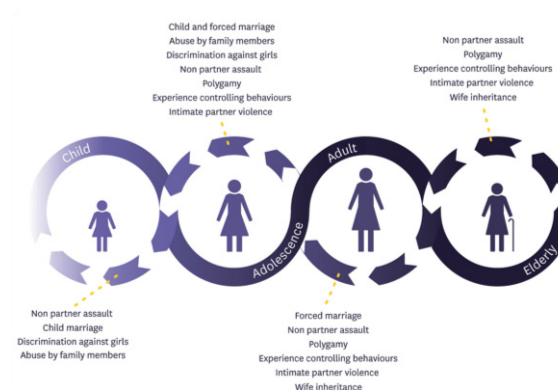 Child and forced marriage
Abuse by family members
Discrimination against girls
Non partner assault
Polygamy
Experience controlling behaviours
Intimate partner violence
Non partner assault
Polygamy
Experience controlling behaviours
Intimate partner violence
Wife inheritance
Child
Adolescence
Adult
Elderly
Non partner assault
Child marriage
Discrimination against girls
Abuse by family members
Forced marriage
Non partner assault
Polygamy
Experience controlling behaviours
Intimate partner violence
Wife inheritance